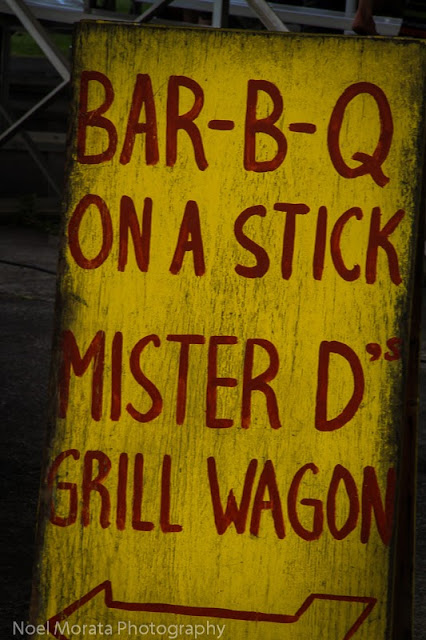 BAR-B-Q
ON A STICK
MISTER D's
GRILL WAGON
Noel Morata Photography